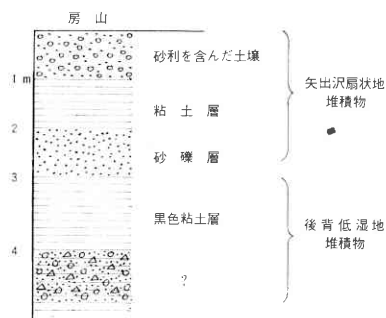 房山
砂利を含んだ土壌
1 m
矢出沢扇状地
堆積物
粘土層
2
砂礫層
3
黒色粘土層
後背低湿地
堆積物
4
?